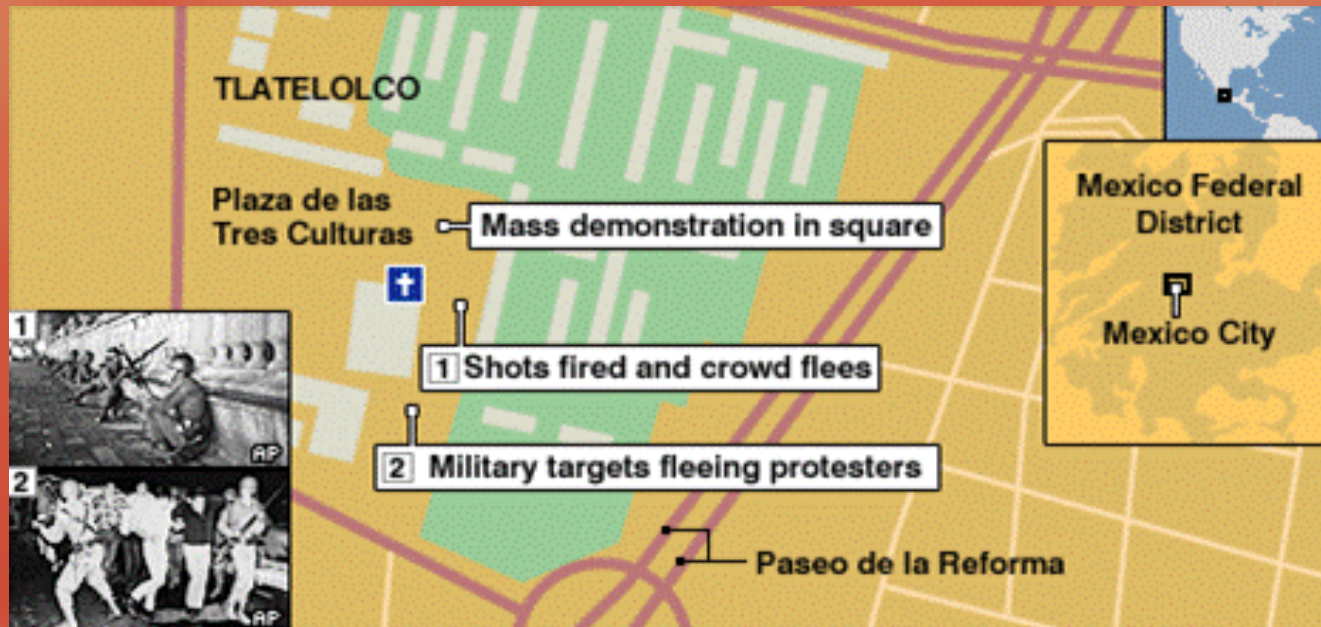 TLATELOLCO
Plaza de las
Tres Culturas
Mass demonstration in square
1 Shots fired and crowd flees
2 Military targets fleeing protesters
Paseo de la Reforma
Mexico Federal
District
Mexico City
1
AP
2
AP